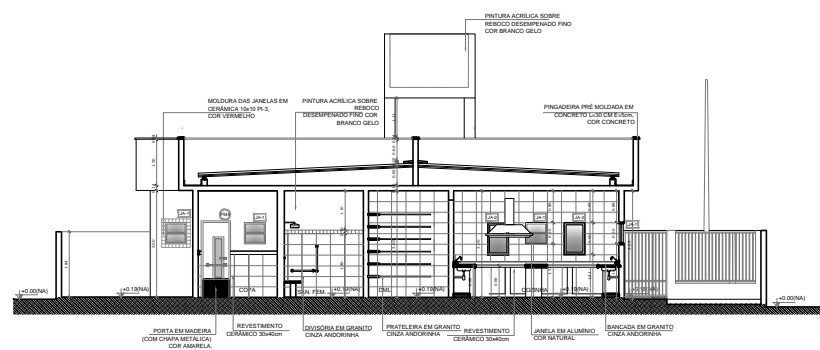 PINTURA ACRÍLICA SOBRE
REBOCO DESEMPENADO FINO
COR BRANCO GELO
MOLDURA DAS JANELAS EM
CERÂMICA 10x10 PI-3,
COR VERMELHO
PINTURA ACRÍLICA SOBRE
REBOCO
DESEMPENADO FINO COR
BRANCO GELO
PINGADEIRA PRÉ MOLDADA EM
CONCRETO L=30 CM E=5cm,
COR CONCRETO
JA-1
JA-1
JA-2
JA-1
JA-2
+0.00(NA)
+0.19(NA)
COPA
SAN. FEM.
+0.19(NA)
DML
+0.19(NA)
COZINHA
+0.19(NA)
+0.00(NA)
PORTA EM MADEIRA
(COM CHAPA METÁLICA)
COR AMARELA,
REVESTIMENTO
CERÂMICO 30x40cm
DIVISÓRIA EM GRANITO
CINZA ANDORINHA
PRATELEIRA EM GRANITO
CINZA ANDORINHA
REVESTIMENTO
CERÂMICO 30x40cm
JANELA EM ALUMÍNIO
COR NATURAL
BANCADA EM GRANITO
CINZA ANDORINHA